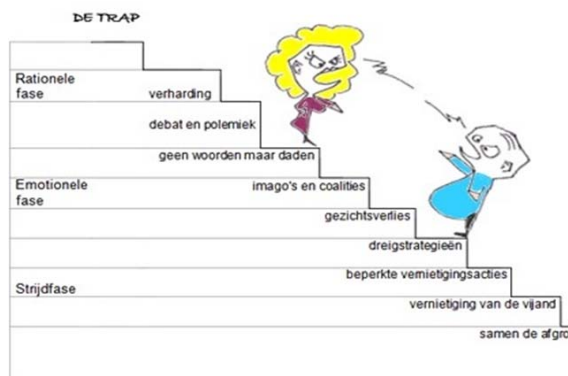 DE TRAP
Rationele
fase
verharding
debat en polemiek
geen woorden maar daden
Emotionele
fase
imago's en coalities
gezichtsverlies
dreigstrategieën
beperkte vernietigingsacties
Strijdfase
vernietiging van de vijand
samen de afgro